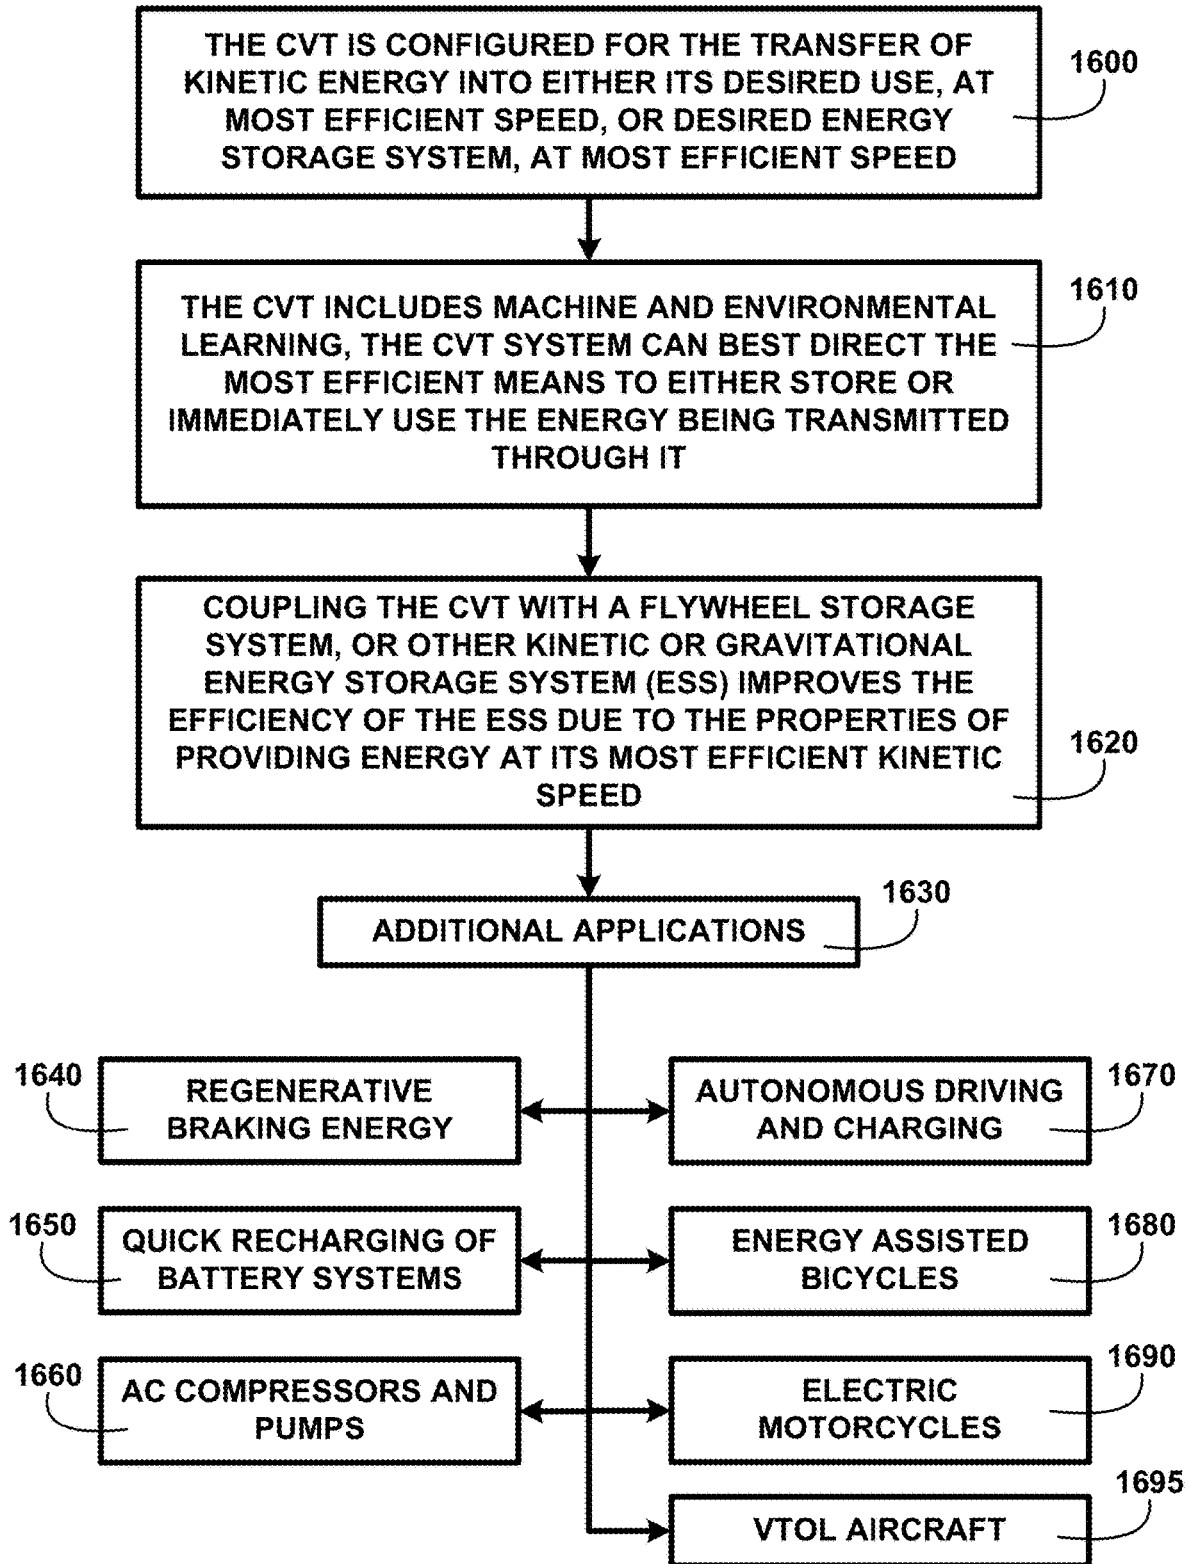 THE CVT IS CONFIGURED FOR THE TRANSFER OF
KINETIC ENERGY INTO EITHER ITS DESIRED USE, AT
MOST EFFICIENT SPEED, OR DESIRED ENERGY
STORAGE SYSTEM, AT MOST EFFICIENT SPEED
1600
THE CVT INCLUDES MACHINE AND ENVIRONMENTAL
LEARNING, THE CVT SYSTEM CAN BEST DIRECT THE
MOST EFFICIENT MEANS TO EITHER STORE OR
IMMEDIATELY USE THE ENERGY BEING TRANSMITTED
THROUGH IT
1610
COUPLING THE CVT WITH A FLYWHEEL STORAGE
SYSTEM, OR OTHER KINETIC OR GRAVITATIONAL
ENERGY STORAGE SYSTEM (ESS) IMPROVES THE
EFFICIENCY OF THE ESS DUE TO THE PROPERTIES OF
PROVIDING ENERGY AT ITS MOST EFFICIENT KINETIC
SPEED
1620
ADDITIONAL APPLICATIONS
1630
1640
REGENERATIVE
BRAKING ENERGY
AUTONOMOUS DRIVING
AND CHARGING
1670
1650
QUICK RECHARGING OF
BATTERY SYSTEMS
ENERGY ASSISTED
BICYCLES
1680
1660
AC COMPRESSORS AND
PUMPS
ELECTRIC
MOTORCYCLES
1690
VTOL AIRCRAFT
1695